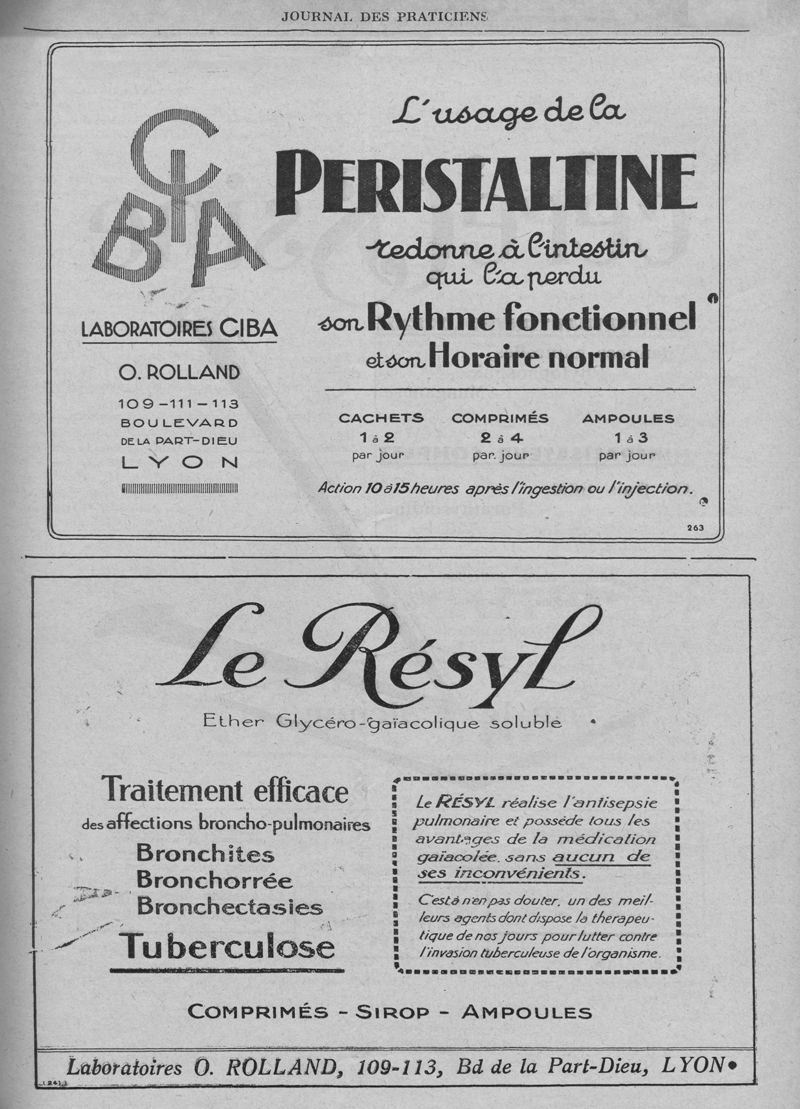 JOURNAL DES PRATICIENS
CIBA
LABORATOIRES CIBA
O. ROLLAND
109-111-113
BOULEVARD
DE LA PART-DIEU
LYON
L'usage de la
PERISTALTINE
redonne à l'intestin
qui l'a perdu
son Rythme fonctionnel
et son Horaire normal
CACHETS COMPRIMÉS AMPOULES
1 à 2 2 à 4 1 à 3
par jour par. jour par jour
Action 10 à 15 heures après l'ingestion ou l'injection.
263
Le Résyl
Ether Glycéro-gaïacolique soluble
Traitement efficace
des affections broncho-pulmonaires
Bronchites
Bronchorrée
Bronchectasies
Tuberculose
Le RÉSYL réalise l'antisepsie
pulmonaire et possède tous les
avantages de la médication
gaïacolée, sans aucun de
ses inconvénients.
C'est à n'en pas douter, un des meil-
leurs agents dont dispose la therapeu-
tique de nos jours pour lutter contre
l'invasion tuberculeuse de l'organisme.
COMPRIMÉS - SIROP - AMPOULES
Laboratoires O. ROLLAND, 109-113, Bd de la Part-Dieu, LYON